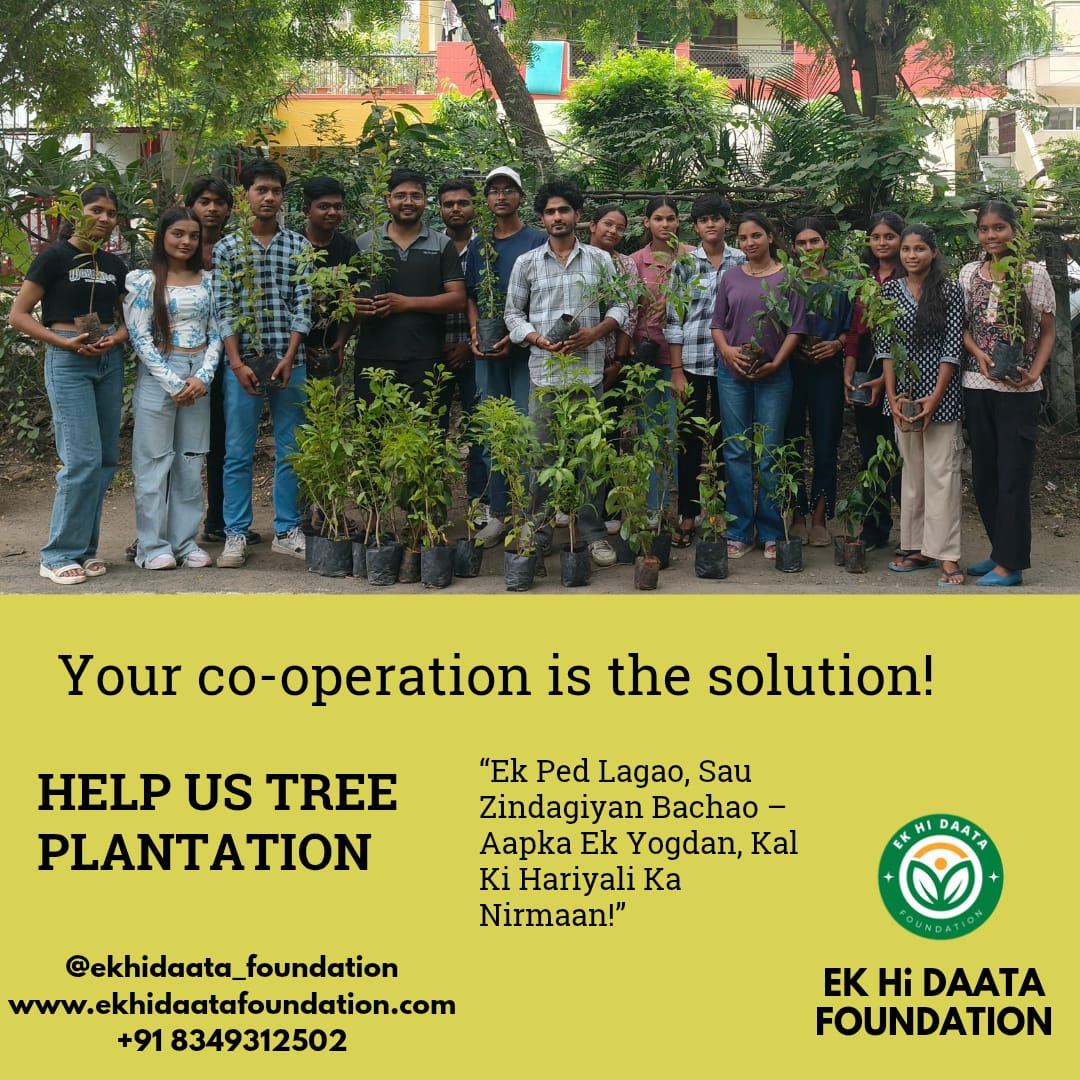 Your co-operation is the solution!
HELP US TREE
PLANTATION
“Ek Ped Lagao, Sau
Zindagiyan Bachao –
Aapka Ek Yogdan, Kal
Ki Hariyali Ka
Nirmaan!”
EK HI DAATA
FOUNDATION
@ekhidaata_foundation
www.ekhidaatafoundation.com
+91 8349312502
EK Hi DAATA
FOUNDATION